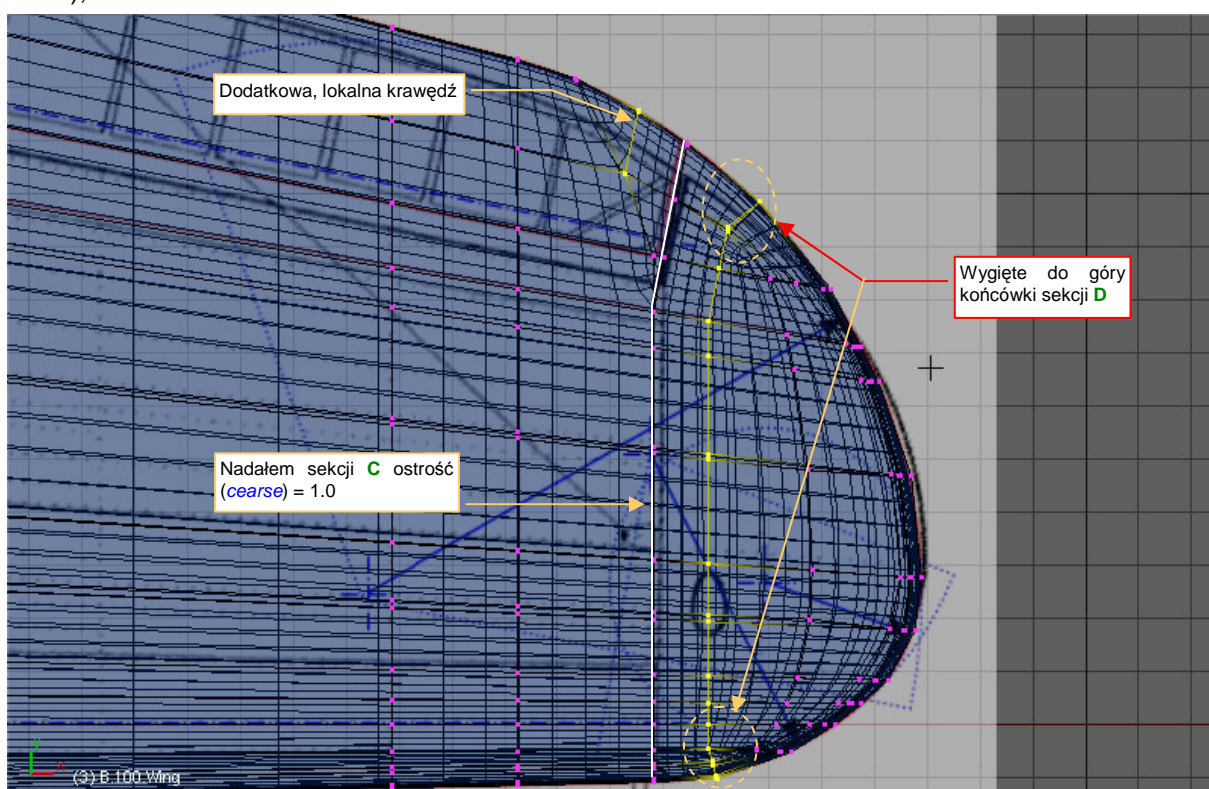 Dodatkowa, lokalna krawędź
Wygięte do góry
końcówki sekcji D
Nadałem sekcji C ostrość
(cearse) = 1.0
y
x
(3) B.100.Wing